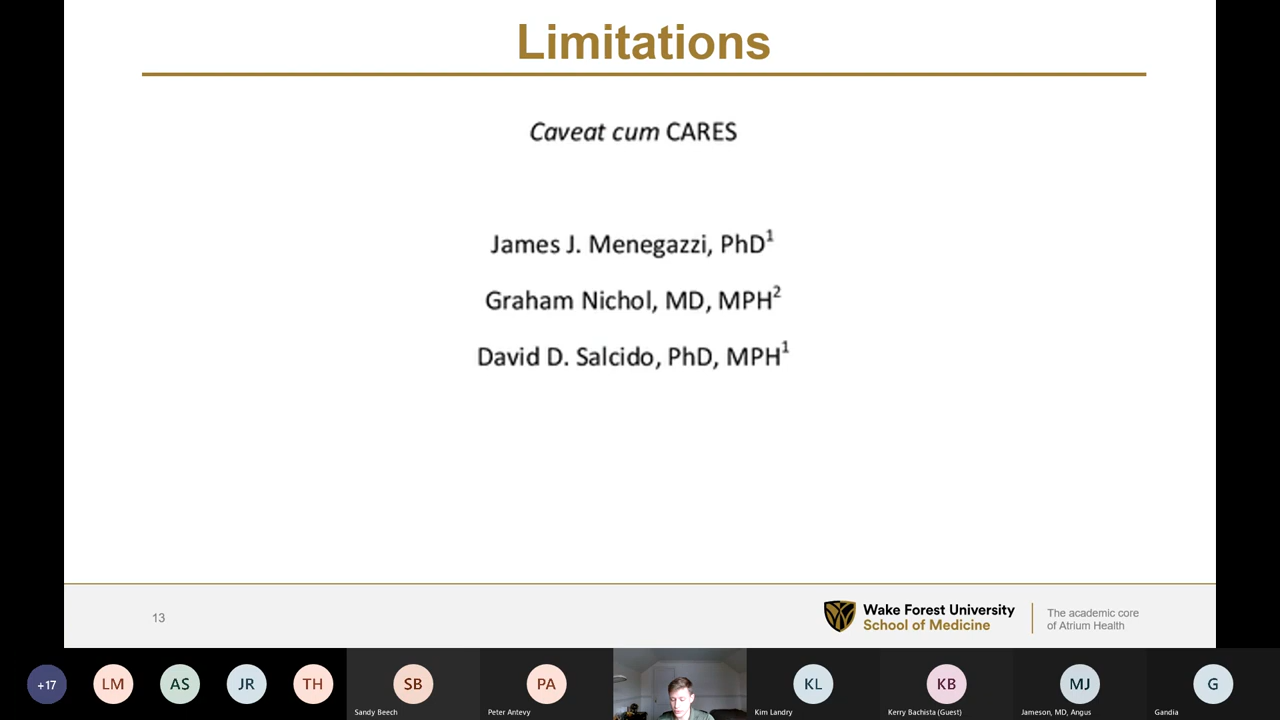 Limitations
Caveat cum CARES
James J. Menegazzi, PhD1
Graham Nichol, MD, MPH2
David D. Salcido, PhD, MPH1
13
Wake Forest University
School of Medicine
The academic core
of Atrium Health
+17
LM
AS
JR
TH
SB
PA
KL
KB
MJ
G
Sandy Beech
Peter Antevy
Kim Landry
Kerry Bachista (Guest)
Jameson, MD, Angus
Gandia